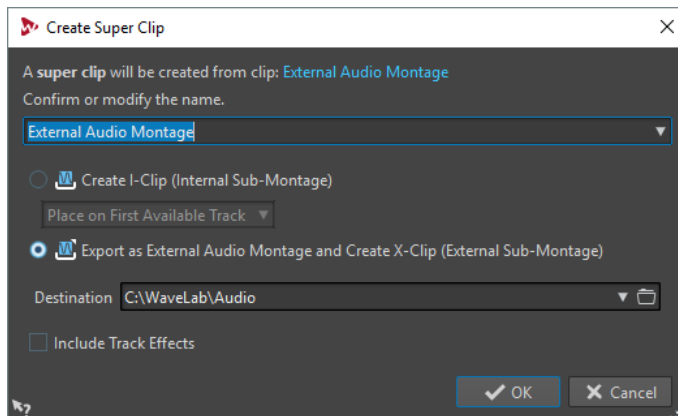 Create Super Clip
A super clip will be created from clip: External Audio Montage
Confirm or modify the name.
External Audio Montage
Create I-Clip (Internal Sub-Montage)
Place on First Available Track
Export as External Audio Montage and Create X-Clip (External Sub-Montage)
Destination C:\WaveLab\Audio
Include Track Effects
OK Cancel
?